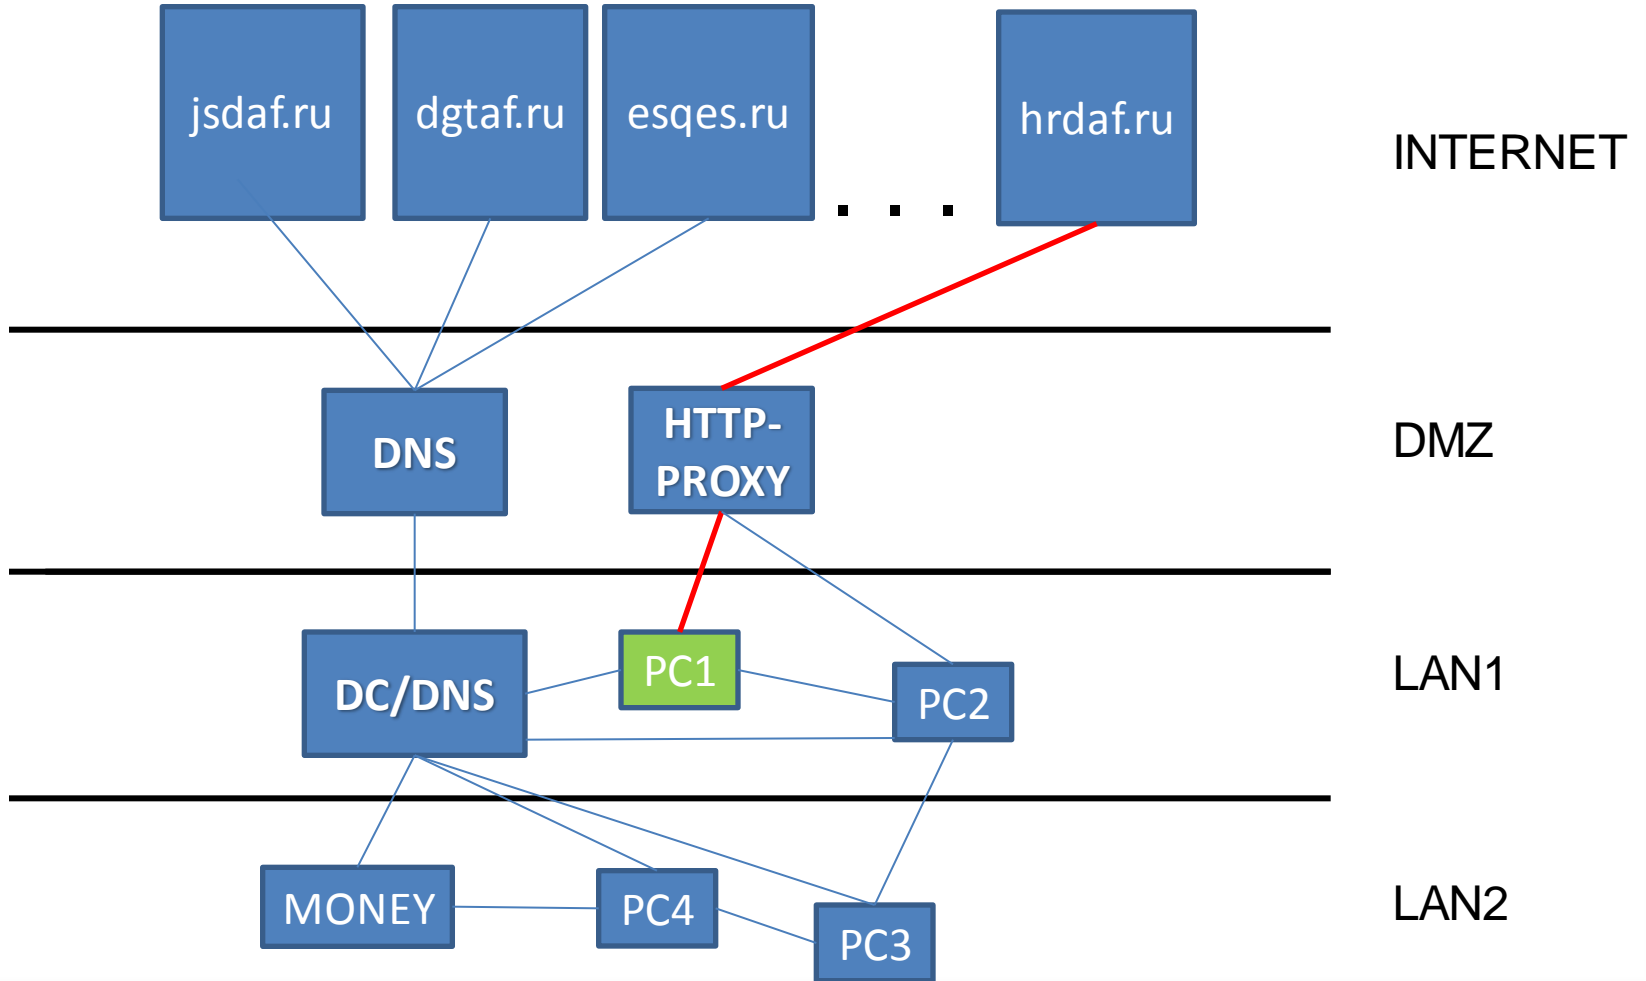 jsdaf.ru
dgtaf.ru
esqes.ru
. . .
hrdaf.ru
INTERNET
DNS
HTTP-
PROXY
DMZ
DC/DNS
PC1
PC2
LAN1
MONEY
PC4
PC3
LAN2